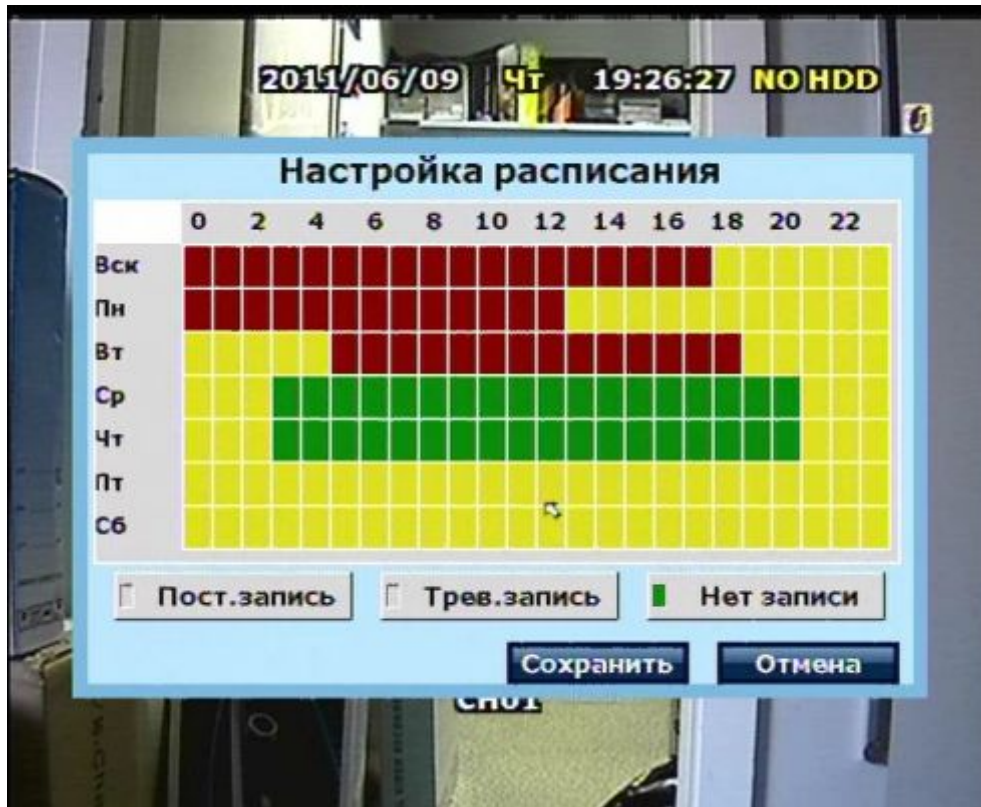 2011/06/09 Чт 19:26:27 NO HDD
Настройка расписания
0 2 4 6 8 10 12 14 16 18 20 22
Вск
Пн
Вт
Ср
Чт
Пт
Сб
Пост.запись Трев.запись Нет записи
Сохранить Отмена
CH01